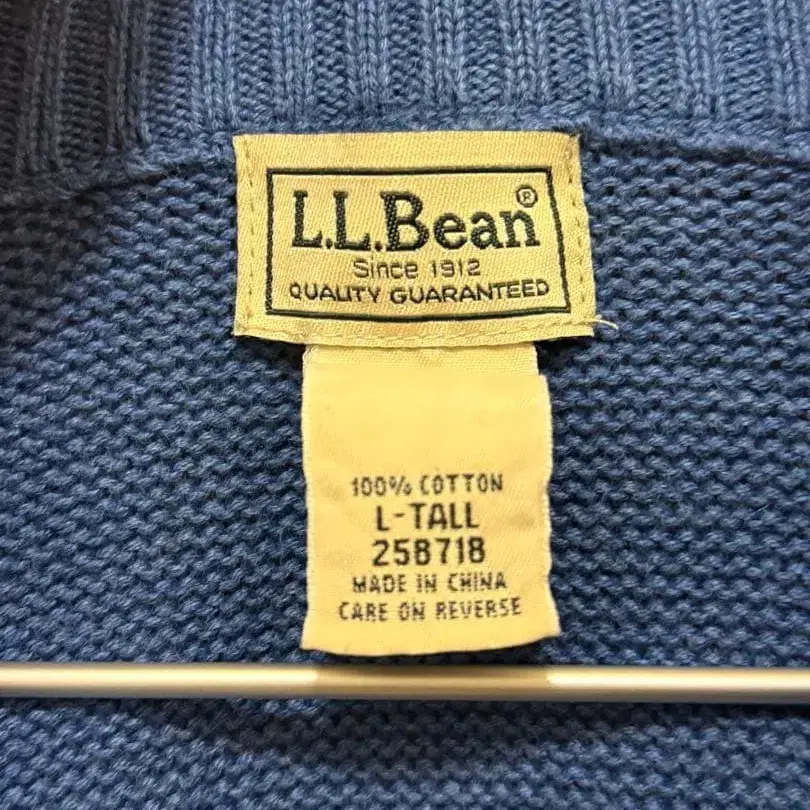 L.L.Bean®
Since 1912
QUALITY GUARANTEED
100% COTTON
L-TALL
258718
MADE IN CHINA
CARE ON REVERSE